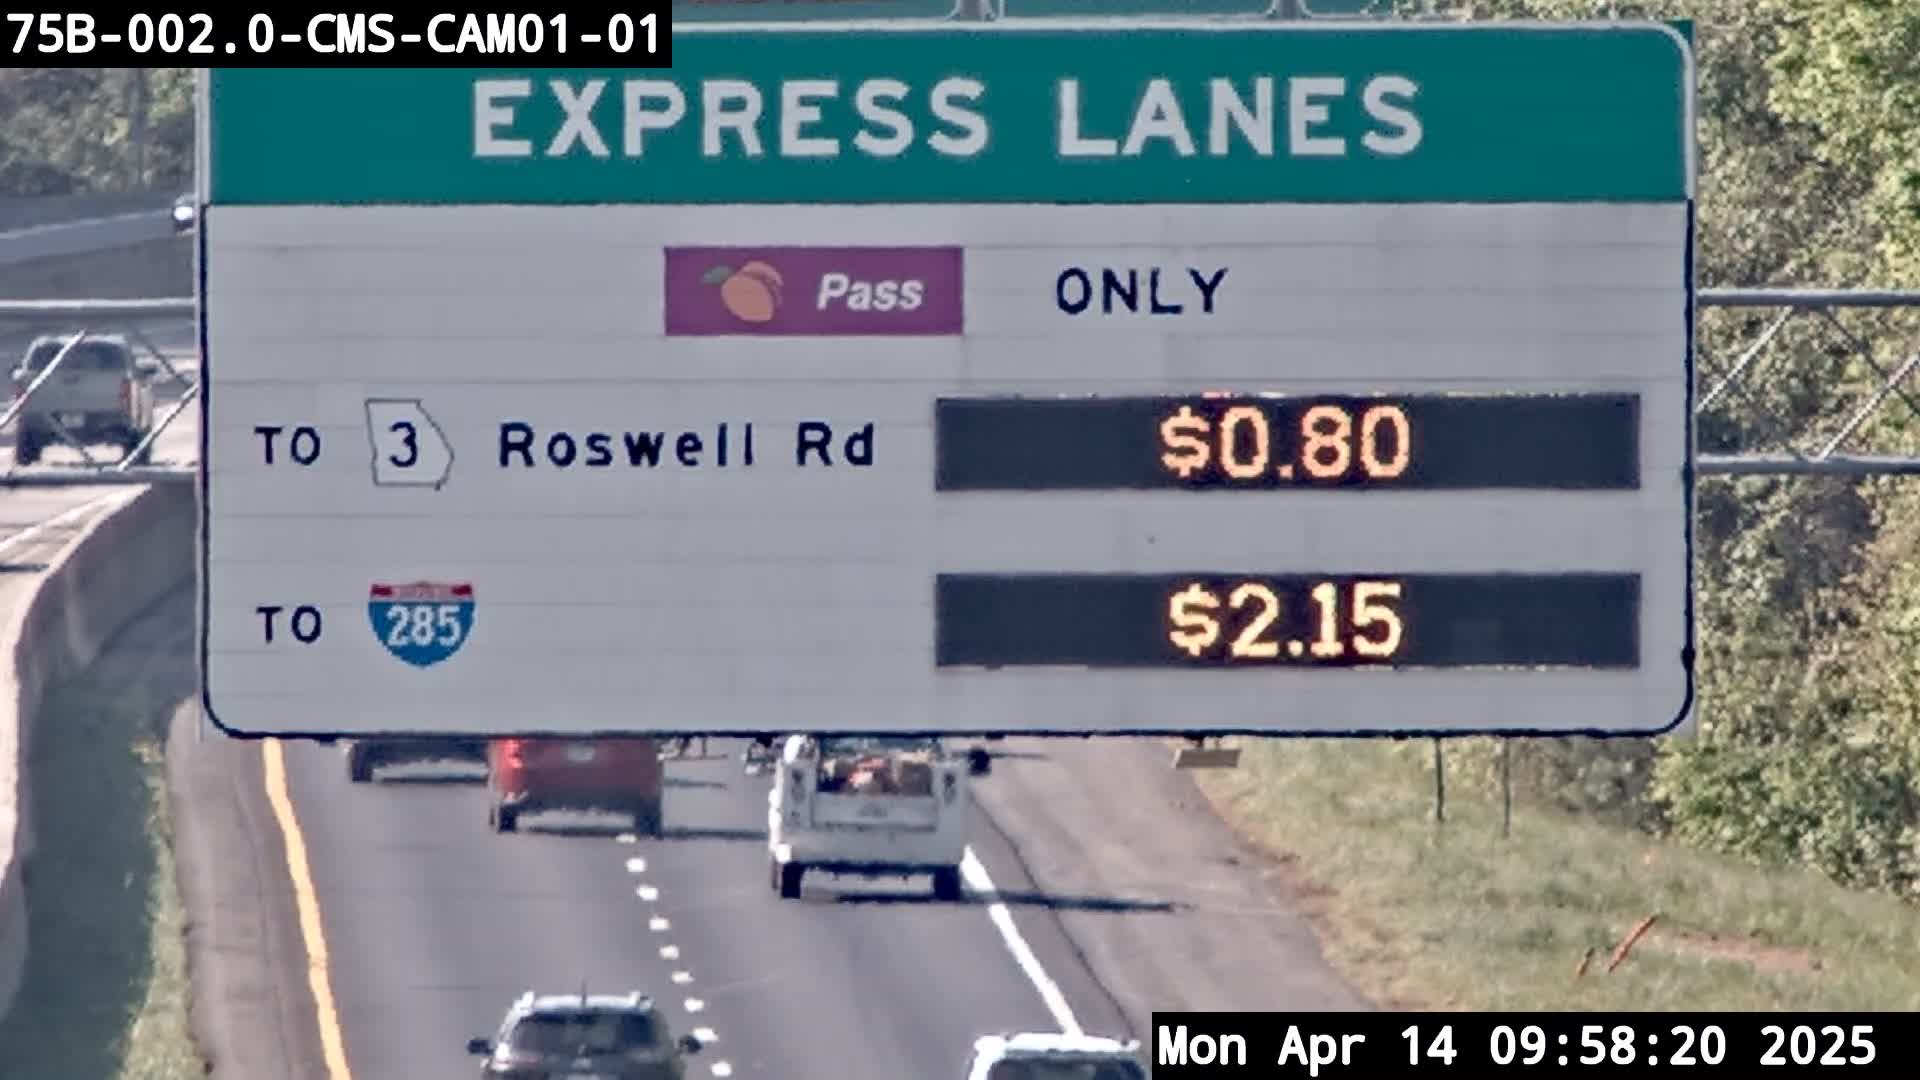 75B-002.0-CMS-CAM01-01
EXPRESS LANES
Pass ONLY
TO 3 Roswell Rd $0.80
TO 285 $2.15
Mon Apr 14 09:58:20 2025